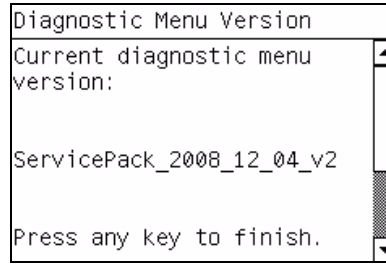 Diagnostic Menu Version
Current diagnostic menu
version:
ServicePack_2008_12_04_v2
Press any key to finish.